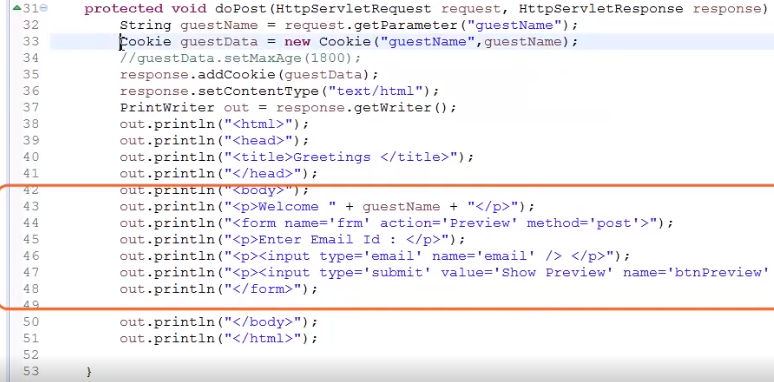 31 protected void doPost(HttpServletRequest request, HttpServletResponse response)
32 String guestName = request.getParameter("guestName");
33 Cookie guestData = new Cookie("guestName",guestName);
34 //guestData.setMaxAge(1800);
35 response.addCookie(guestData);
36 response.setContentType("text/html");
37 PrintWriter out = response.getWriter();
38 out.println("<html>");
39 out.println("<head>");
40 out.println("<title>Greetings </title>");
41 out.println("</head>");
42 out.println("<body>");
43 out.println("<p>Welcome " + guestName + "</p>");
44 out.println("<form name='frm' action='Preview' method='post'>");
45 out.println("<p>Enter Email Id : </p>");
46 out.println("<p><input type='email' name='email' /> </p>");
47 out.println("<p><input type='submit' value='Show Preview' name='btnPreview'
48 out.println("</form>");
49
50 out.println("</body>");
51 out.println("</html>");
52
53 }